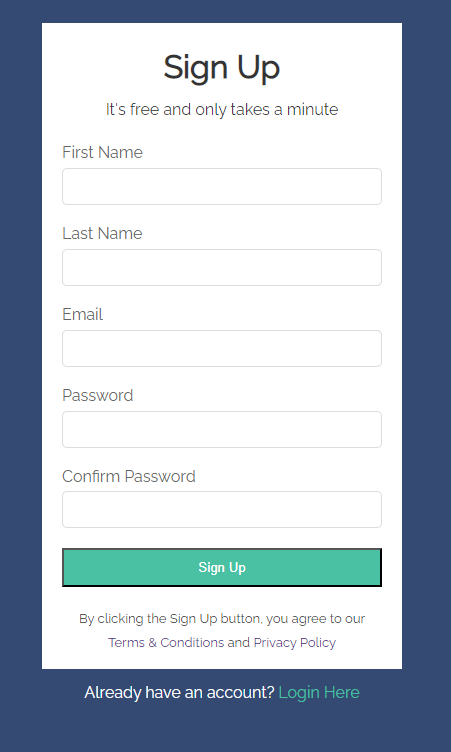 Sign Up
It's free and only takes a minute
First Name
Last Name
Email
Password
Confirm Password
Sign Up
By clicking the Sign Up button, you agree to our
Terms & Conditions and Privacy Policy
Already have an account? Login Here